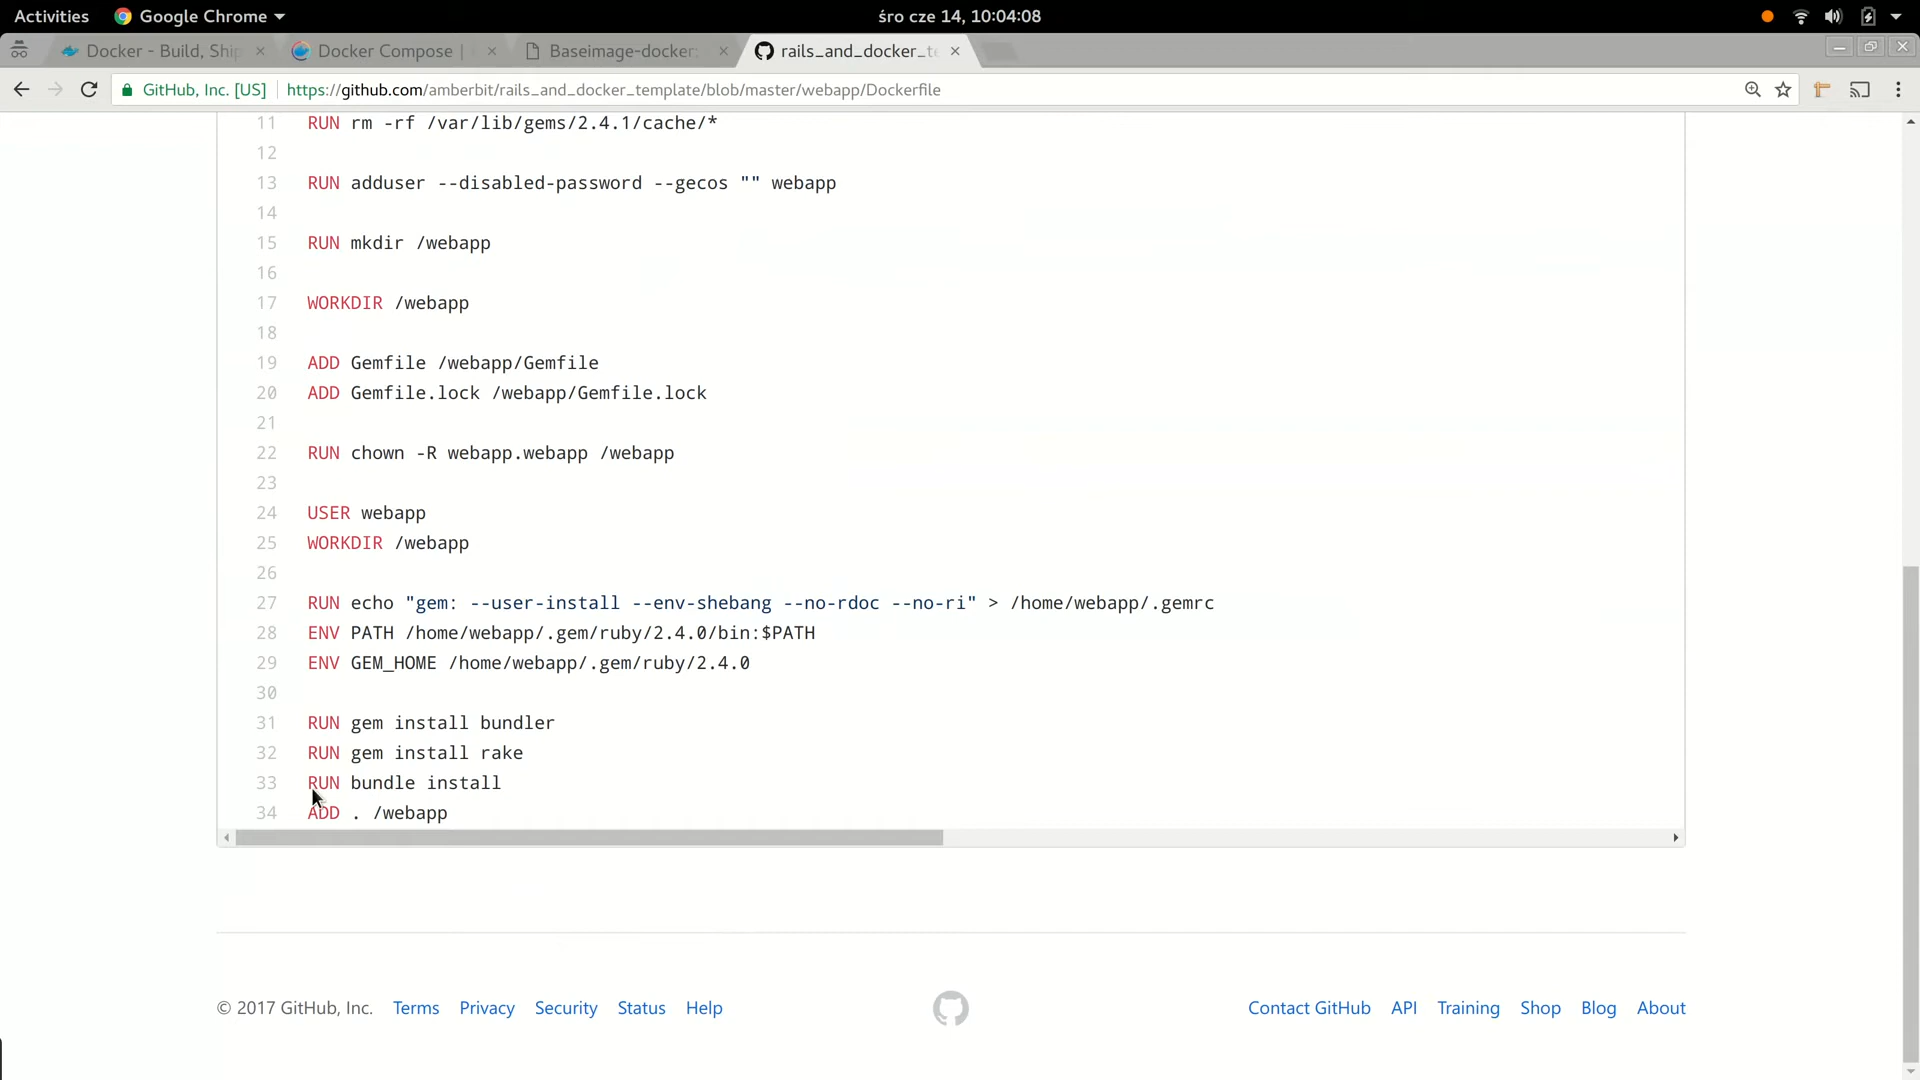 Activities Google Chrome śro cze 14, 10:04:08
Docker - Build, Ship Docker Compose | Baseimage-docker: rails_and_docker_te
GitHub, Inc. [US] https://github.com/amberbit/rails_and_docker_template/blob/master/webapp/Dockerfile
11 RUN rm -rf /var/lib/gems/2.4.1/cache/*
12
13 RUN adduser --disabled-password --gecos "" webapp
14
15 RUN mkdir /webapp
16
17 WORKDIR /webapp
18
19 ADD Gemfile /webapp/Gemfile
20 ADD Gemfile.lock /webapp/Gemfile.lock
21
22 RUN chown -R webapp.webapp /webapp
23
24 USER webapp
25 WORKDIR /webapp
26
27 RUN echo "gem: --user-install --env-shebang --no-rdoc --no-ri" > /home/webapp/.gemrc
28 ENV PATH /home/webapp/.gem/ruby/2.4.0/bin:$PATH
29 ENV GEM_HOME /home/webapp/.gem/ruby/2.4.0
30
31 RUN gem install bundler
32 RUN gem install rake
33 RUN bundle install
34 ADD . /webapp
© 2017 GitHub, Inc. Terms Privacy Security Status Help Contact GitHub API Training Shop Blog About